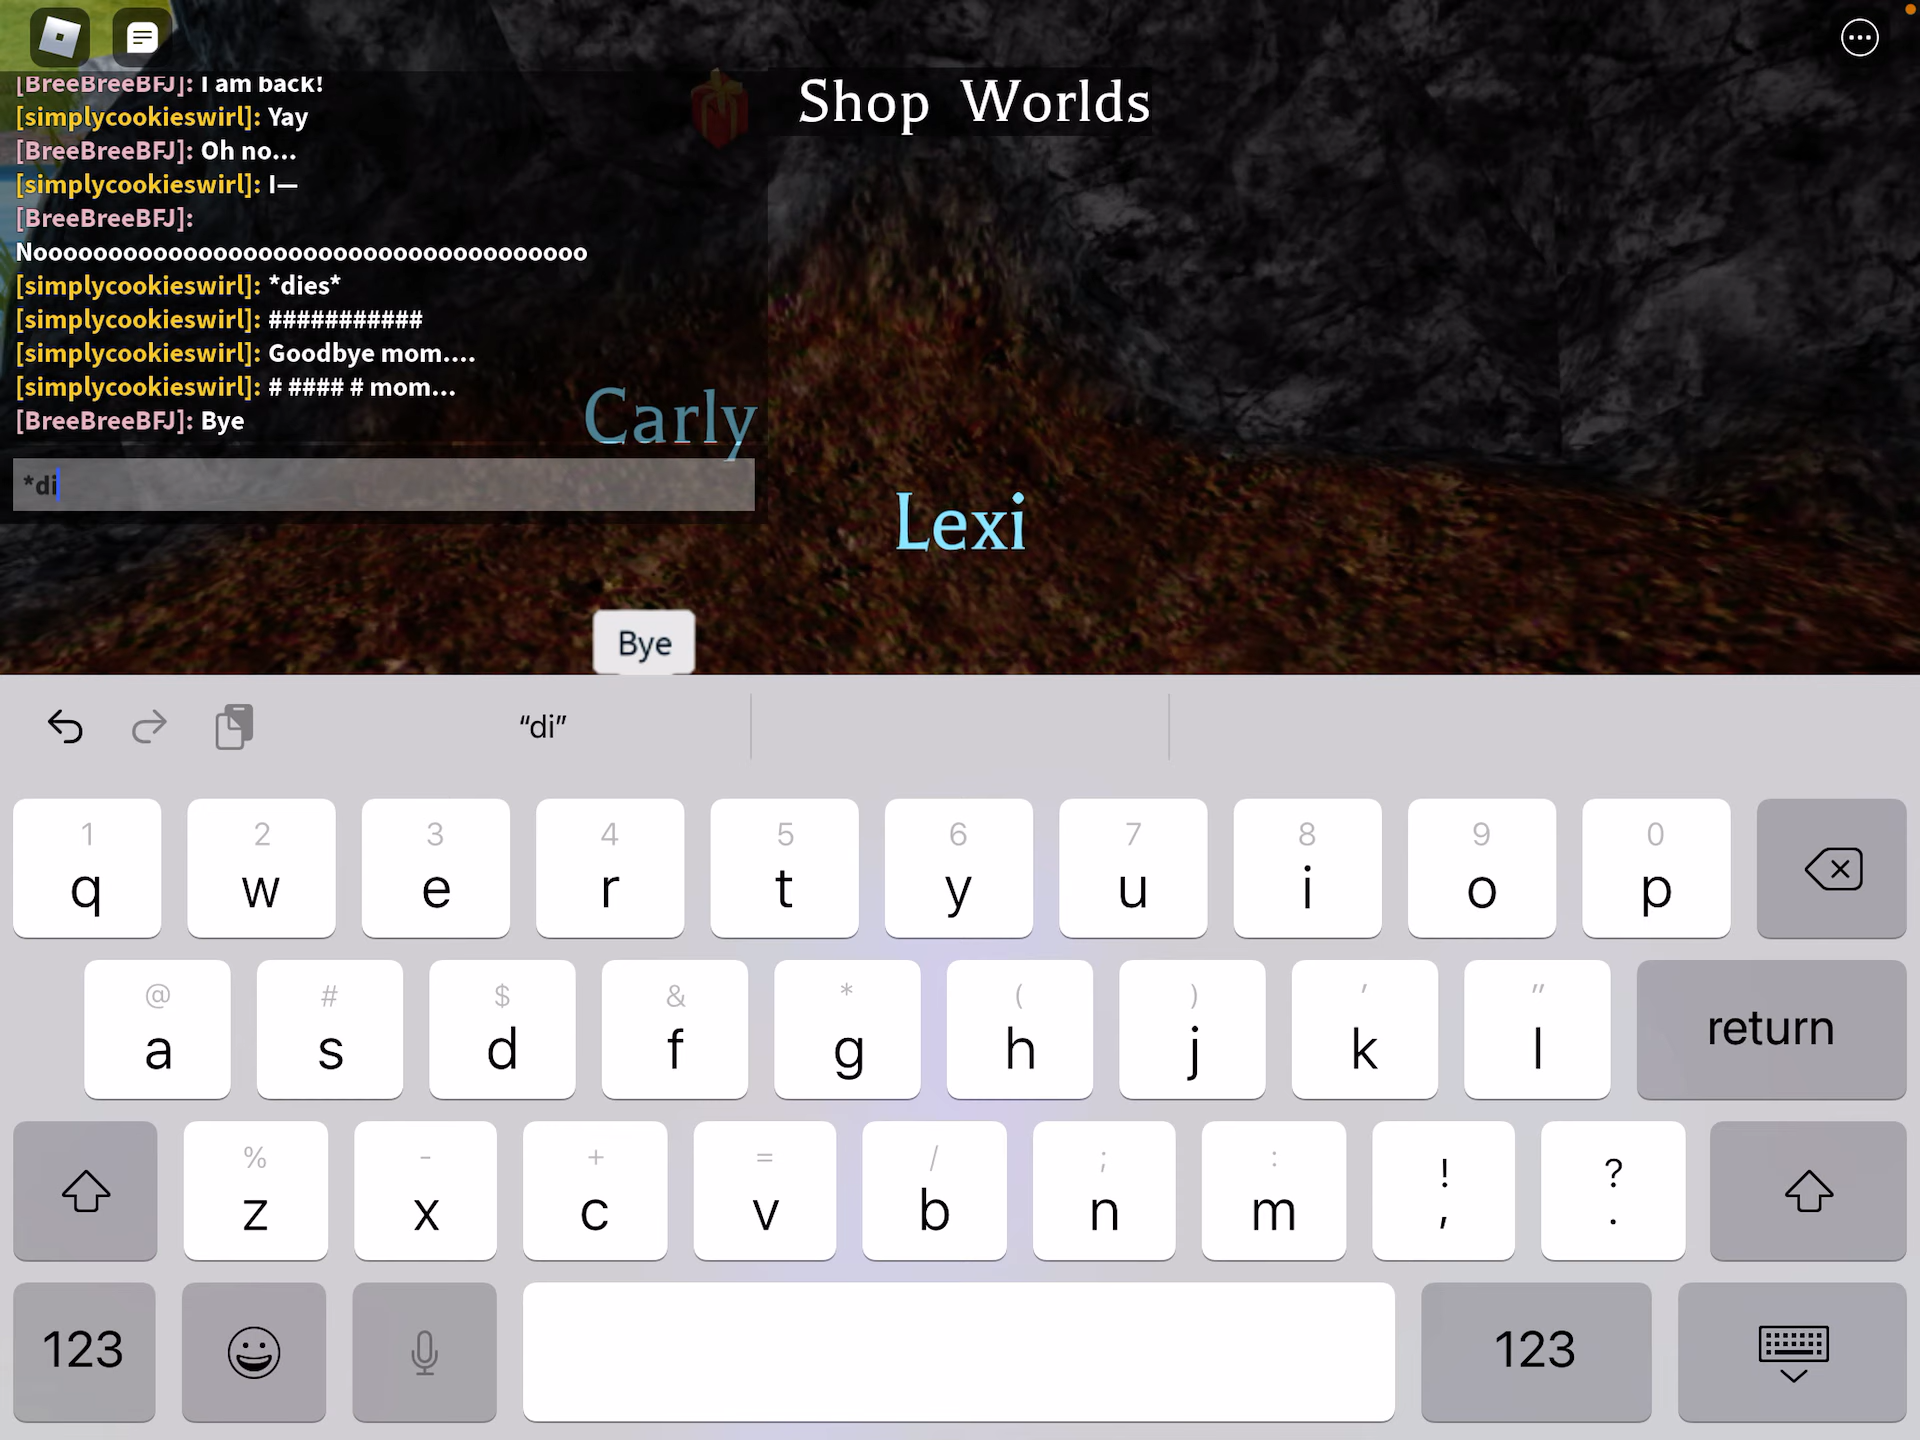 Shop Worlds
[BreeBreeBFJ]: I am back!
[simplycookieswirl]: Yay
[BreeBreeBFJ]: Oh no...
[simplycookieswirl]: I—
[BreeBreeBFJ]:
Nooooooooooooooooooooooooooooooooooooo
[simplycookieswirl]: *dies*
[simplycookieswirl]: ###########
[simplycookieswirl]: Goodbye mom....
[simplycookieswirl]: # #### # mom...
[BreeBreeBFJ]: Bye
Carly
*di
Lexi
Bye
“di”
1 2 3 4 5 6 7 8 9 0
q w e r t y u i o p
@ # $ & * ( ) ' "
a s d f g h j k l return
% - + = / ; : ! ?
z x c v b n m , .
123 123